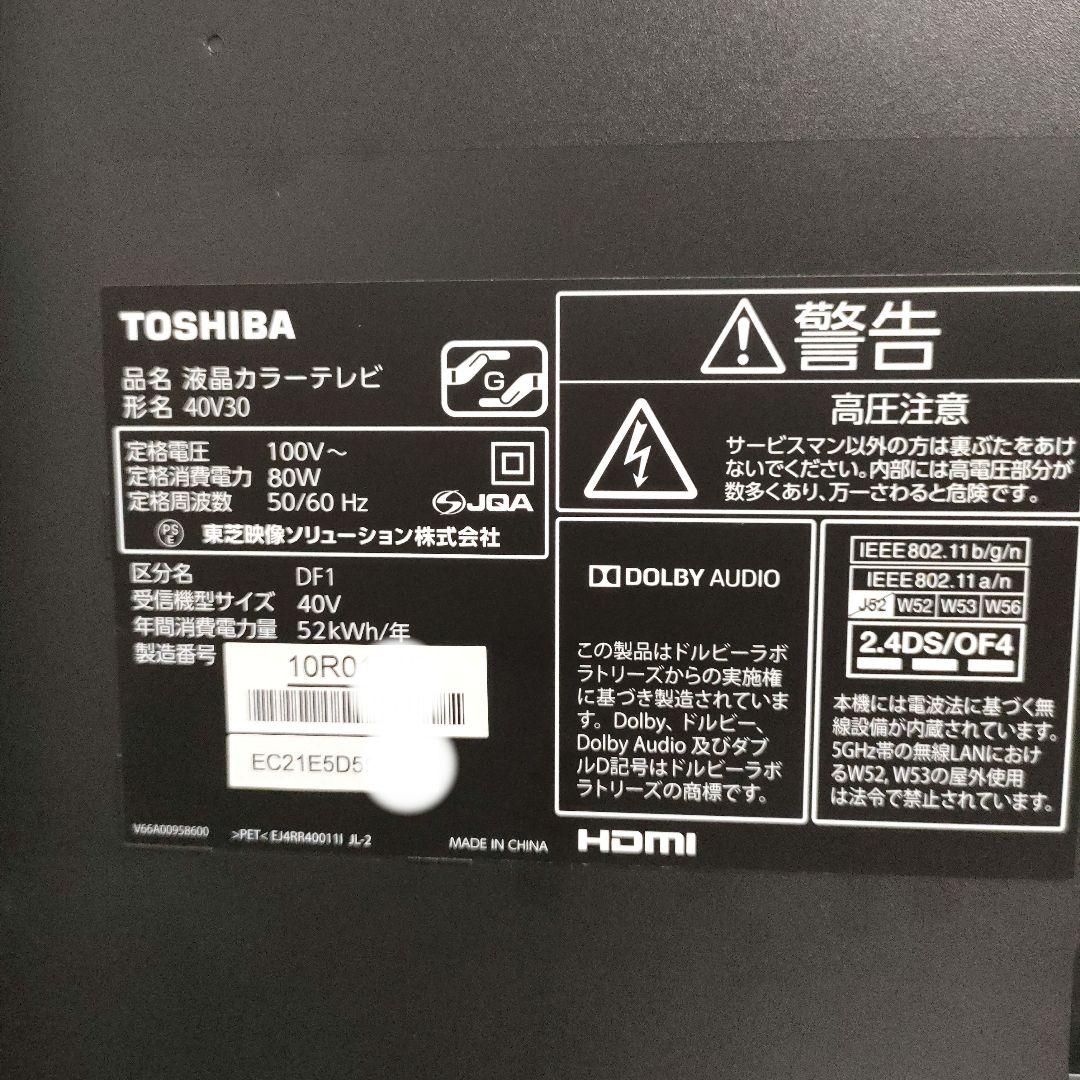 TOSHIBA
品名 液晶カラーテレビ
形名 40V30
G
定格電圧 100V～
定格消費電力 80W
定格周波数 50/60 Hz
JQA
PS
E
東芝映像ソリューション株式会社
区分名 DF1
受信機型サイズ 40V
年間消費電力量 52kWh/年
製造番号
10R0
EC21E5D5
V66A00958600 >PET< EJ4RR40011J JL-2 MADE IN CHINA
警告
高圧注意
サービスマン以外の方は裏ぶたをあけ
ないでください。内部には高電圧部分が
数多くあり、万一さわると危険です。
DOLBY AUDIO
この製品はドルビーラボ
ラトリーズからの実施権
に基づき製造されていま
す。Dolby、ドルビー、
Dolby Audio 及びダブ
ルD記号はドルビーラボ
ラトリーズの商標です。
HDMI
IEEE802.11b/g/n
IEEE802.11a/n
J52 W52 W53 W56
2.4DS/OF4
本機には電波法に基づく無
線設備が内蔵されています。
5GHz帯の無線LANにおけ
るW52, W53の屋外使用
は法令で禁止されています。